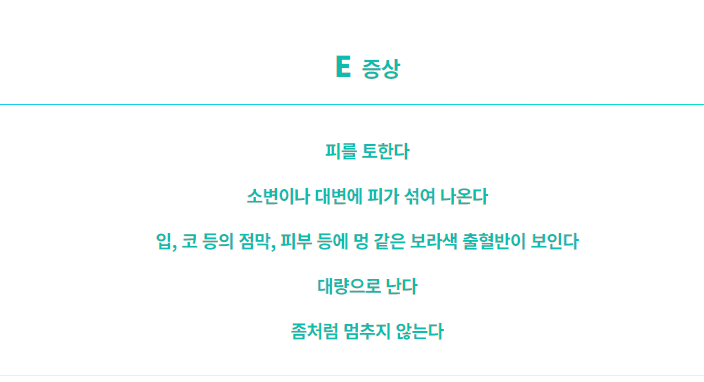 E 증상
피를 토한다
소변이나 대변에 피가 섞여 나온다
입, 코 등의 점막, 피부 등에 멍 같은 보라색 출혈반이 보인다
대량으로 난다
좀처럼 멈추지 않는다